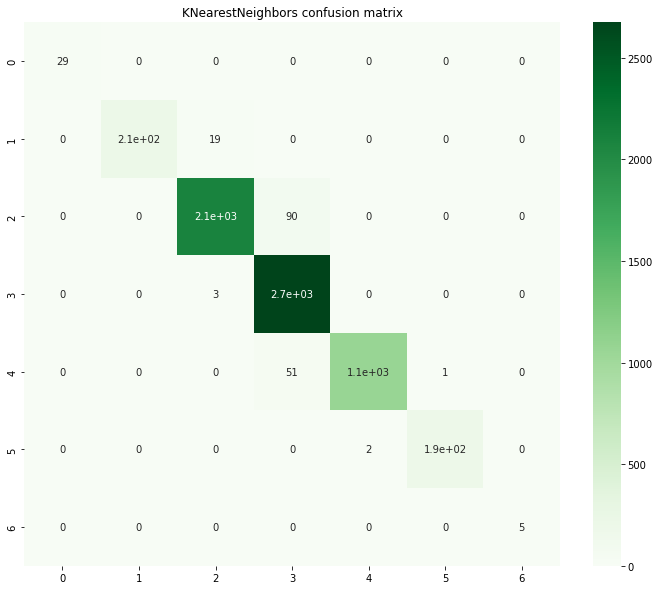 KNearestNeighbors confusion matrix
0 29 0 0 0 0 0 0
1 0 2.1e+02 19 0 0 0 0
2 0 0 2.1e+03 90 0 0 0
3 0 0 3 2.7e+03 0 0 0
4 0 0 0 51 1.1e+03 1 0
5 0 0 0 0 2 1.9e+02 0
6 0 0 0 0 0 0 5
0 1 2 3 4 5 6
2500
2000
1500
1000
500
0